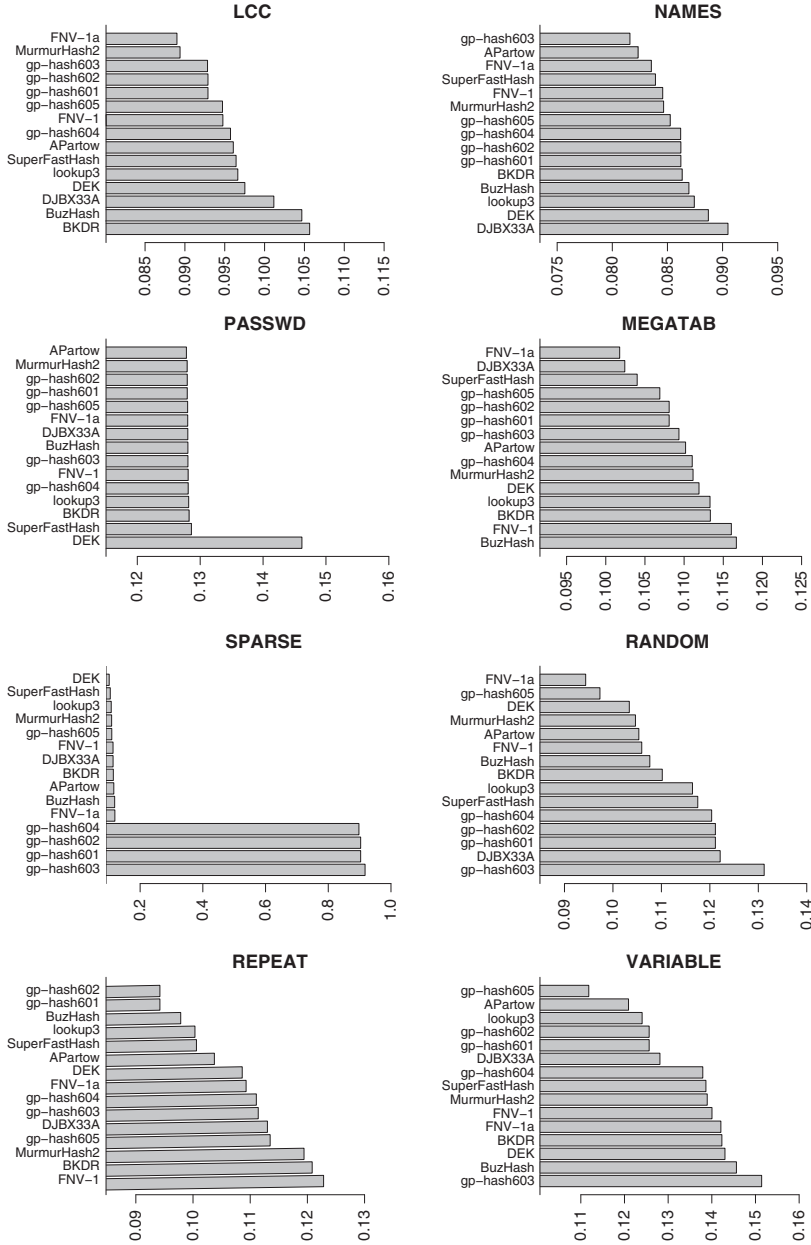 LCC
FNV−1a
MurmurHash2
gp−hash603
gp−hash602
gp−hash601
gp−hash605
FNV−1
gp−hash604
APartow
SuperFastHash
lookup3
DEK
DJBX33A
BuzHash
BKDR
0.085
0.090
0.095
0.100
0.105
0.110
0.115
NAMES
gp−hash603
APartow
FNV−1a
SuperFastHash
FNV−1
MurmurHash2
gp−hash605
gp−hash604
gp−hash602
gp−hash601
BKDR
BuzHash
lookup3
DEK
DJBX33A
0.075
0.080
0.085
0.090
0.095
PASSWD
APartow
MurmurHash2
gp−hash602
gp−hash601
gp−hash605
FNV−1a
DJBX33A
BuzHash
gp−hash603
FNV−1
gp−hash604
lookup3
BKDR
SuperFastHash
DEK
0.12
0.13
0.14
0.15
0.16
MEGATAB
FNV−1a
DJBX33A
SuperFastHash
gp−hash605
gp−hash602
gp−hash601
gp−hash603
APartow
gp−hash604
MurmurHash2
DEK
lookup3
BKDR
FNV−1
BuzHash
0.095
0.100
0.105
0.110
0.115
0.120
0.125
SPARSE
DEK
SuperFastHash
lookup3
MurmurHash2
gp−hash605
FNV−1
DJBX33A
BKDR
APartow
BuzHash
FNV−1a
gp−hash604
gp−hash602
gp−hash601
gp−hash603
0.2
0.4
0.6
0.8
1.0
RANDOM
FNV−1a
gp−hash605
DEK
MurmurHash2
APartow
FNV−1
BuzHash
BKDR
lookup3
SuperFastHash
gp−hash604
gp−hash602
gp−hash601
DJBX33A
gp−hash603
0.09
0.10
0.11
0.12
0.13
0.14
REPEAT
gp−hash602
gp−hash601
BuzHash
lookup3
SuperFastHash
APartow
DEK
FNV−1a
gp−hash604
gp−hash603
DJBX33A
gp−hash605
MurmurHash2
BKDR
FNV−1
0.09
0.10
0.11
0.12
0.13
VARIABLE
gp−hash605
APartow
lookup3
gp−hash602
gp−hash601
DJBX33A
gp−hash604
SuperFastHash
MurmurHash2
FNV−1
FNV−1a
BKDR
DEK
BuzHash
gp−hash603
0.11
0.12
0.13
0.14
0.15
0.16